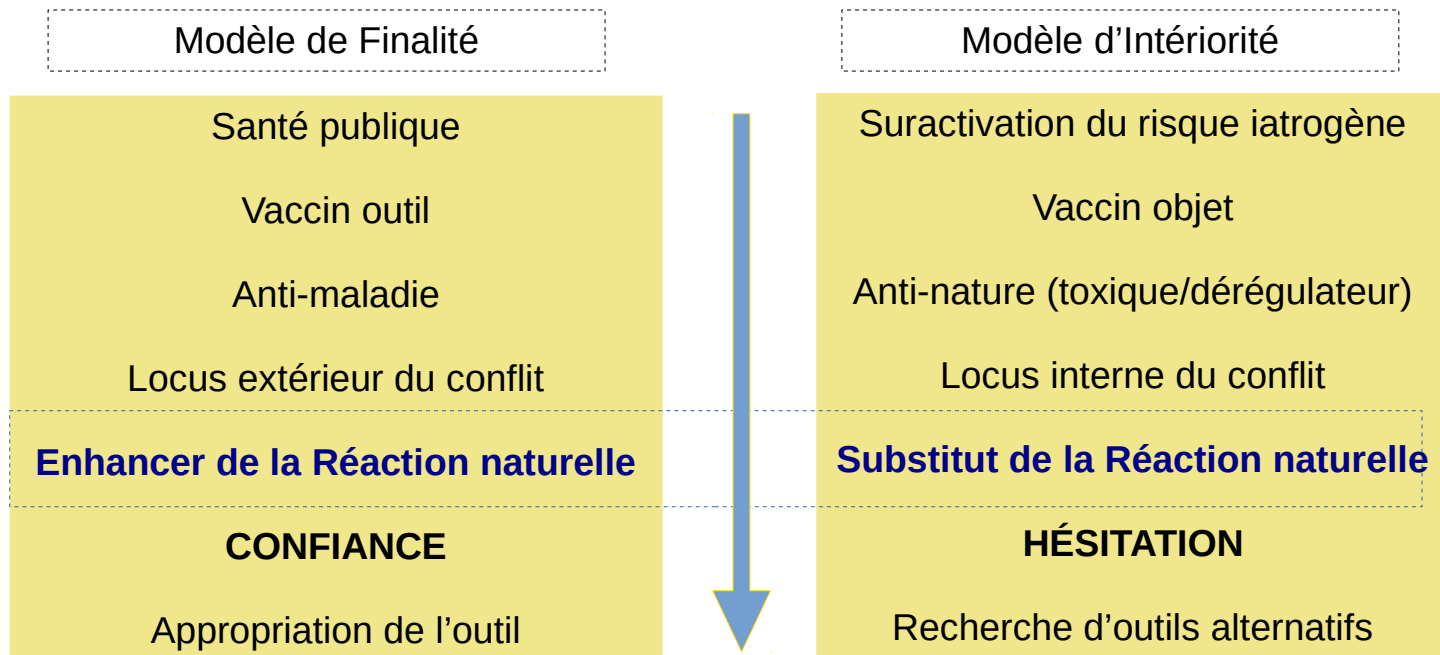 Modèle de Finalité
Santé publique
Vaccin outil
Anti-maladie
Locus extérieur du conflit
Enhancer de la Réaction naturelle
CONFIANCE
Appropriation de l’outil
Modèle d’Intériorité
Suractivation du risque iatrogène
Vaccin objet
Anti-nature (toxique/dérégulateur)
Locus interne du conflit
Substitut de la Réaction naturelle
HÉSITATION
Recherche d’outils alternatifs